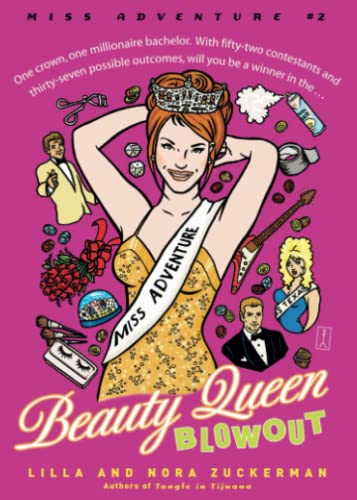 MISS ADVENTURE #2
One crown, one millionaire bachelor. With fifty-two contestants and
thirty-seven possible outcomes, will you be a winner in the ...
MISS ADVENTURE
TEXAS
Beauty Queen
BLOWOUT
LILLA AND NORA ZUCKERMAN
Authors of Tangle in Tijuana